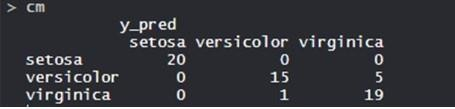 > cm
y_pred
setosa versicolor virginica
setosa 20 0 0
versicolor 0 15 5
virginica 0 1 19